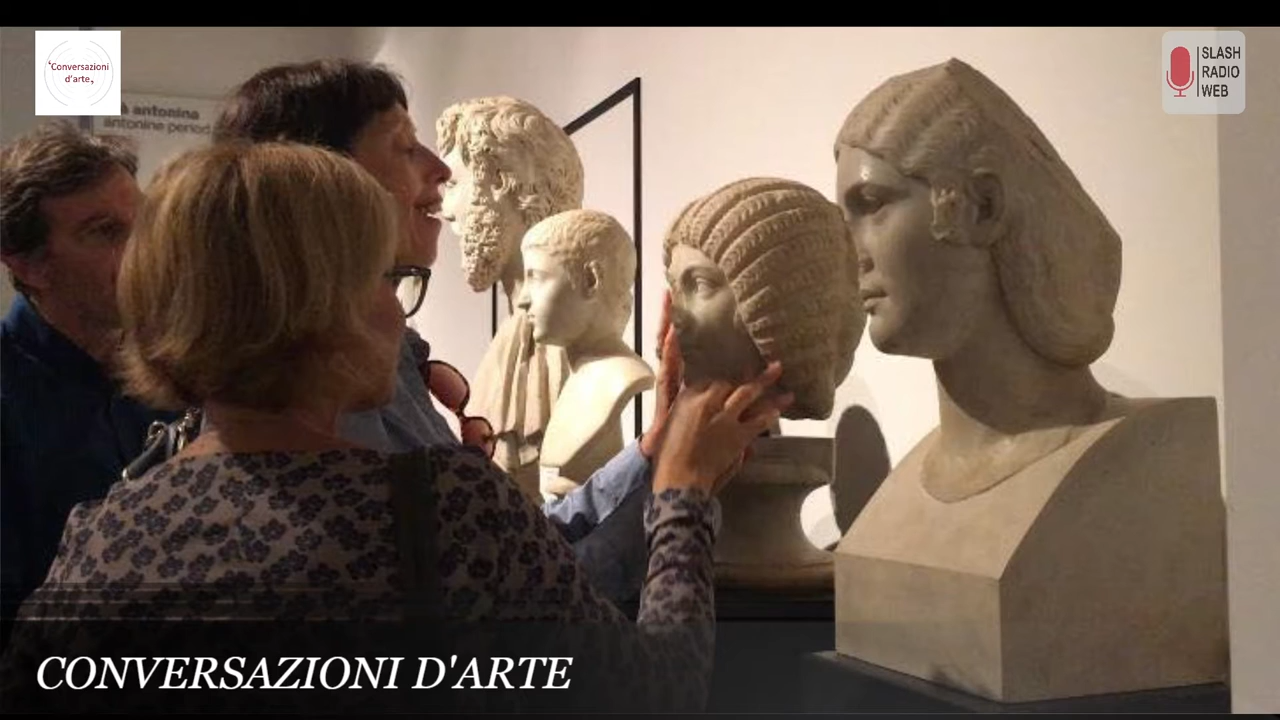 ‘Conversazioni
d'arte,
SLASH
RADIO
WEB
antonina
antonine period
CONVERSAZIONI D'ARTE